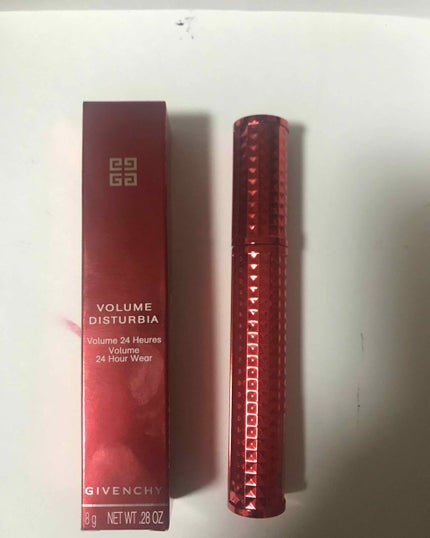 VOLUME
DISTURBIA
Volume 24 Heures
Volume
24 Hour Wear
GIVENCHY
8 g NET WT .28 OZ